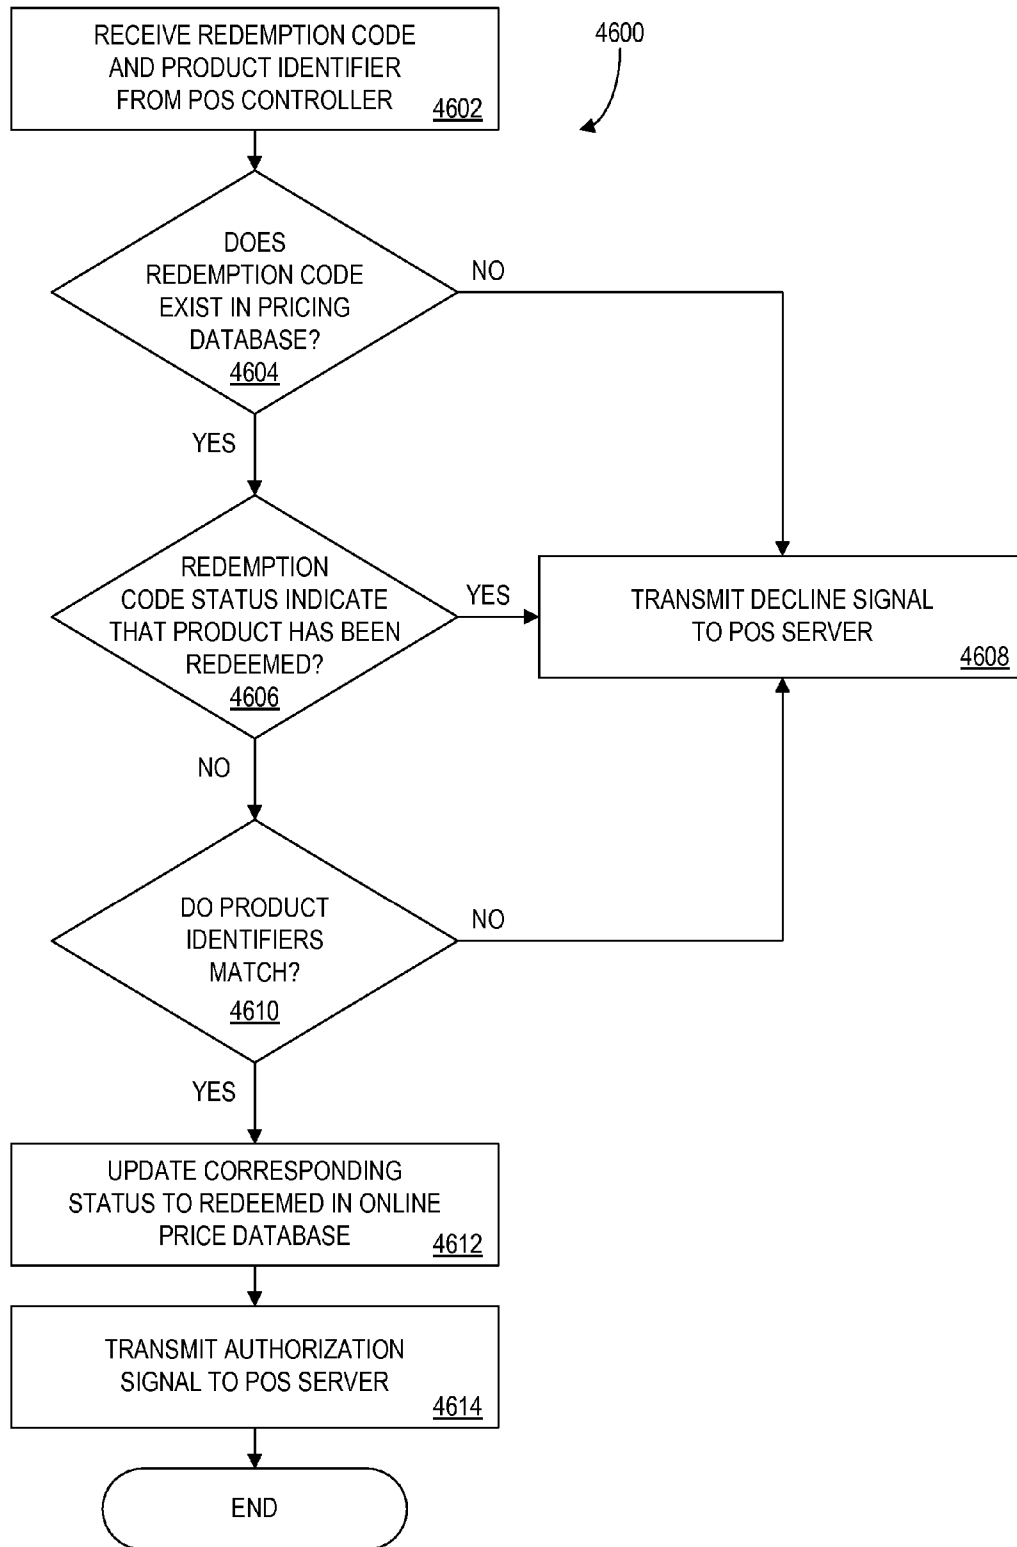 RECEIVE REDEMPTION CODE
AND PRODUCT IDENTIFIER
FROM POS CONTROLLER
4602
4600
DOES
REDEMPTION CODE
EXIST IN PRICING
DATABASE?
4604
NO
YES
REDEMPTION
CODE STATUS INDICATE
THAT PRODUCT HAS BEEN
REDEEMED?
4606
YES
TRANSMIT DECLINE SIGNAL
TO POS SERVER
4608
NO
DO PRODUCT
IDENTIFIERS
MATCH?
4610
NO
YES
UPDATE CORRESPONDING
STATUS TO REDEEMED IN ONLINE
PRICE DATABASE
4612
TRANSMIT AUTHORIZATION
SIGNAL TO POS SERVER
4614
END